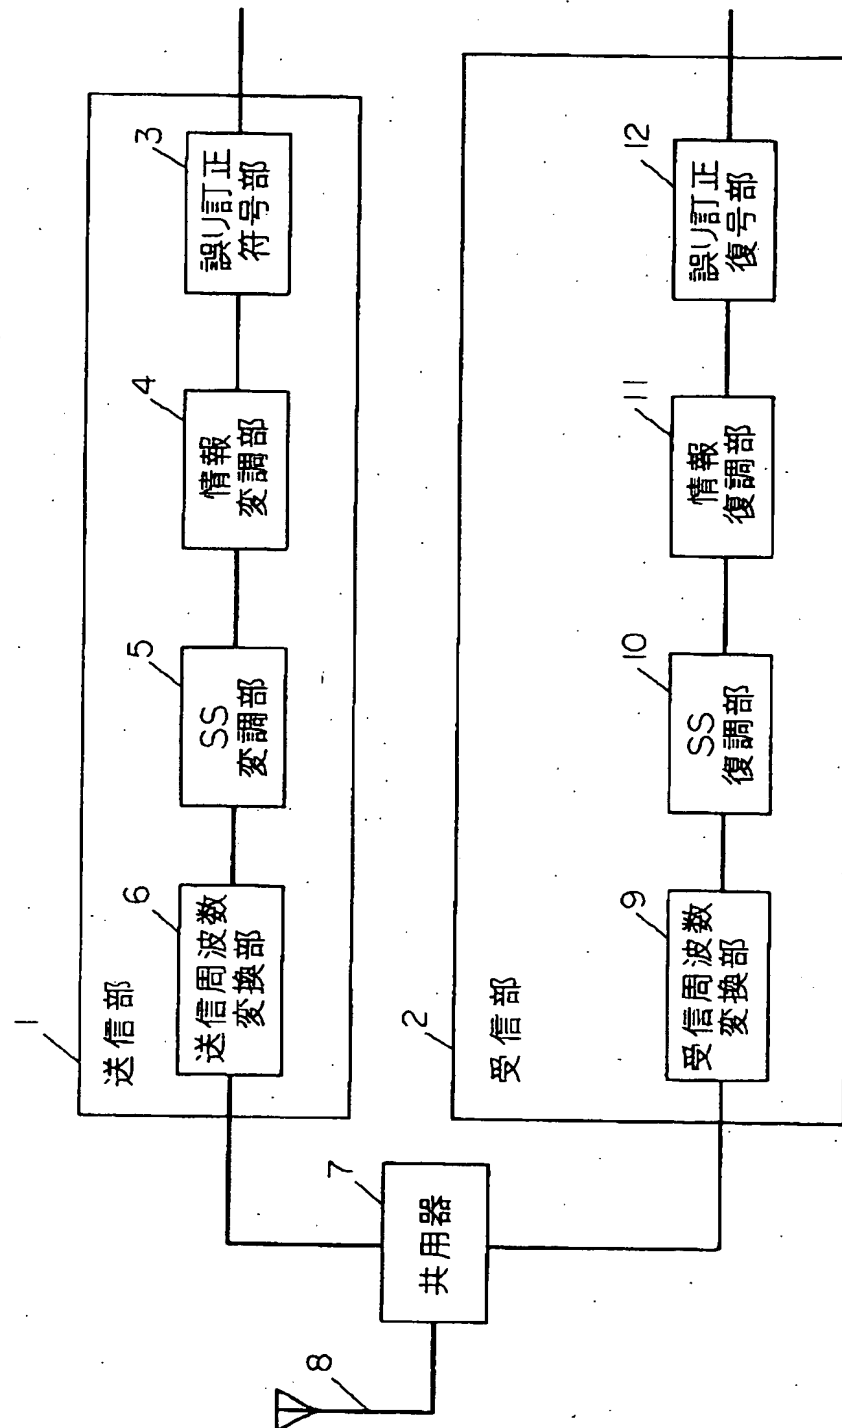 1
送信部
6
送信周波数
変換部
5
SS
変調部
4
情報
変調部
3
誤り訂正
符号部
8
7
共用器
2
受信部
9
受信周波数
変換部
10
SS
復調部
11
情報
復調部
12
誤り訂正
復号部